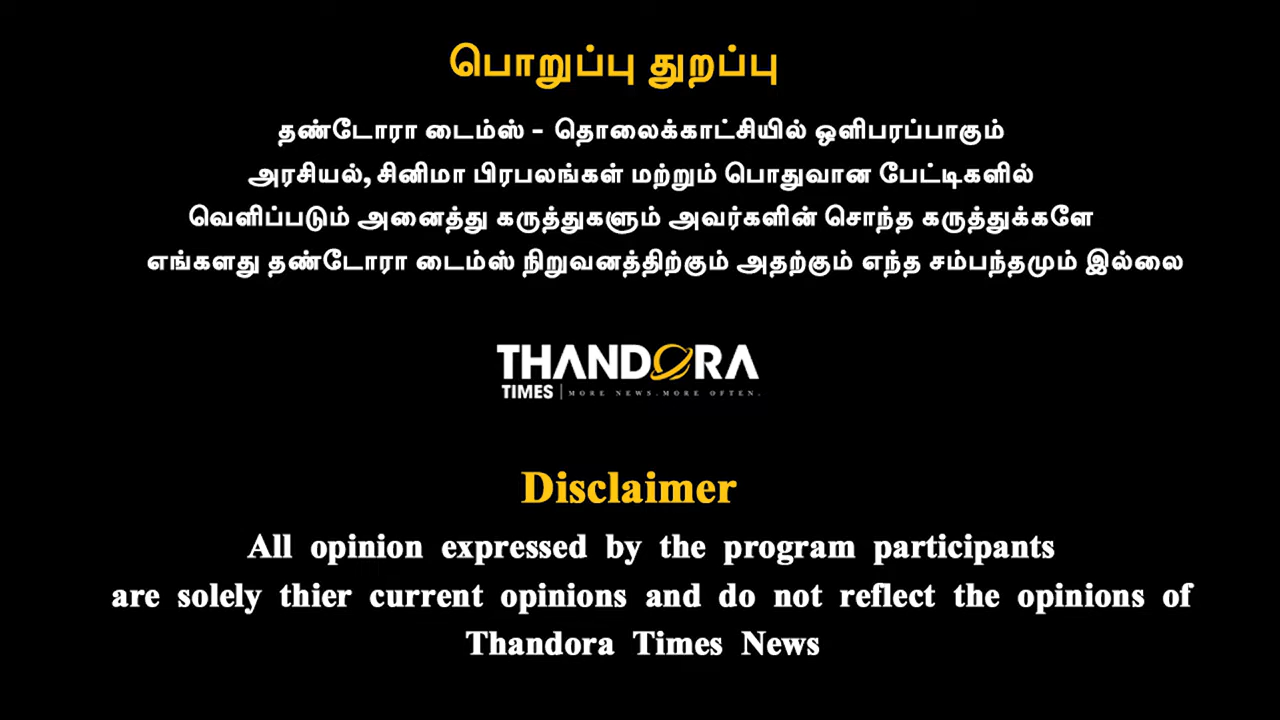 பொறுப்பு துறப்பு
தண்டோரா டைம்ஸ் - தொலைக்காட்சியில் ஒளிபரப்பாகும்
அரசியல், சினிமா பிரபலங்கள் மற்றும் பொதுவான பேட்டிகளில்
வெளிப்படும் அனைத்து கருத்துகளும் அவர்களின் சொந்த கருத்துக்களே
எங்களது தண்டோரா டைம்ஸ் நிறுவனத்திற்கும் அதற்கும் எந்த சம்பந்தமும் இல்லை
THANDORA
TIMES | MORE NEWS. MORE OFTEN.
Disclaimer
All opinion expressed by the program participants
are solely thier current opinions and do not reflect the opinions of
Thandora Times News